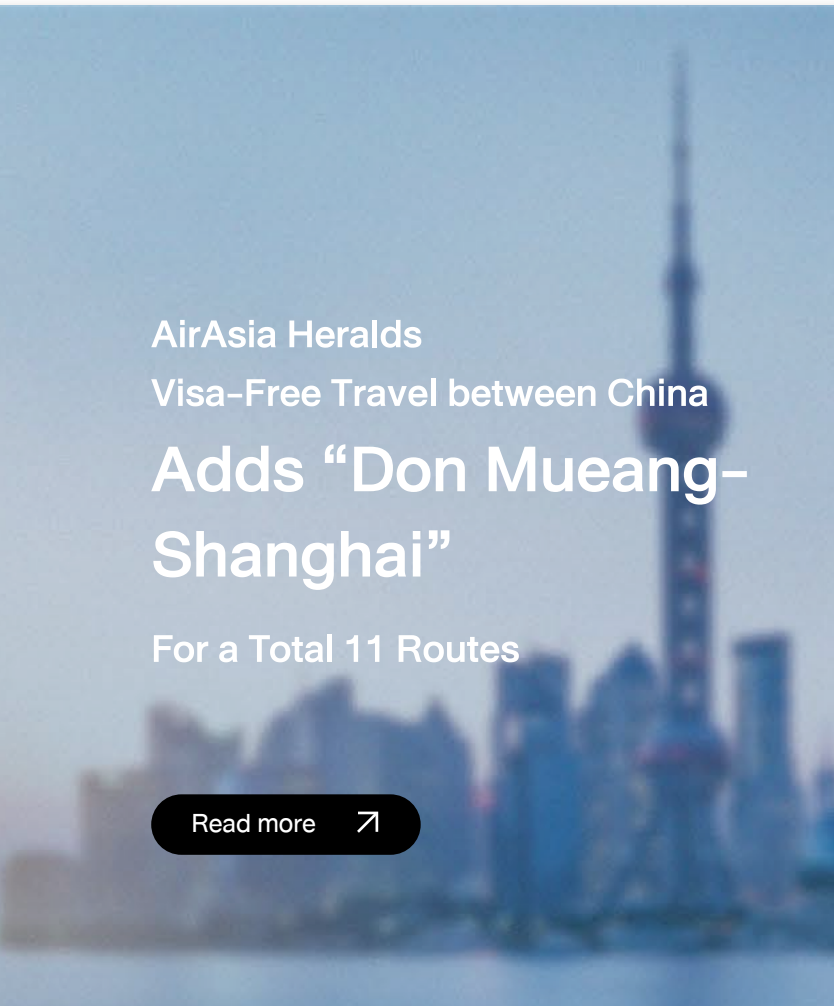 AirAsia Heralds
Visa-Free Travel between China
Adds “Don Mueang-
Shanghai”
For a Total 11 Routes
Read more